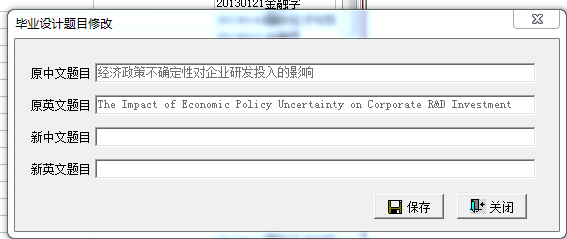 20130121金融学
毕业设计题目修改
原中文题目 经济政策不确定性对企业研发投入的影响
原英文题目 The Impact of Economic Policy Uncertainty on Corporate R&D Investment
新中文题目
新英文题目
保存 关闭